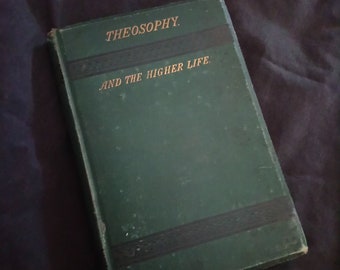 THEOSOPHY.
AND THE HIGHER LIFE.